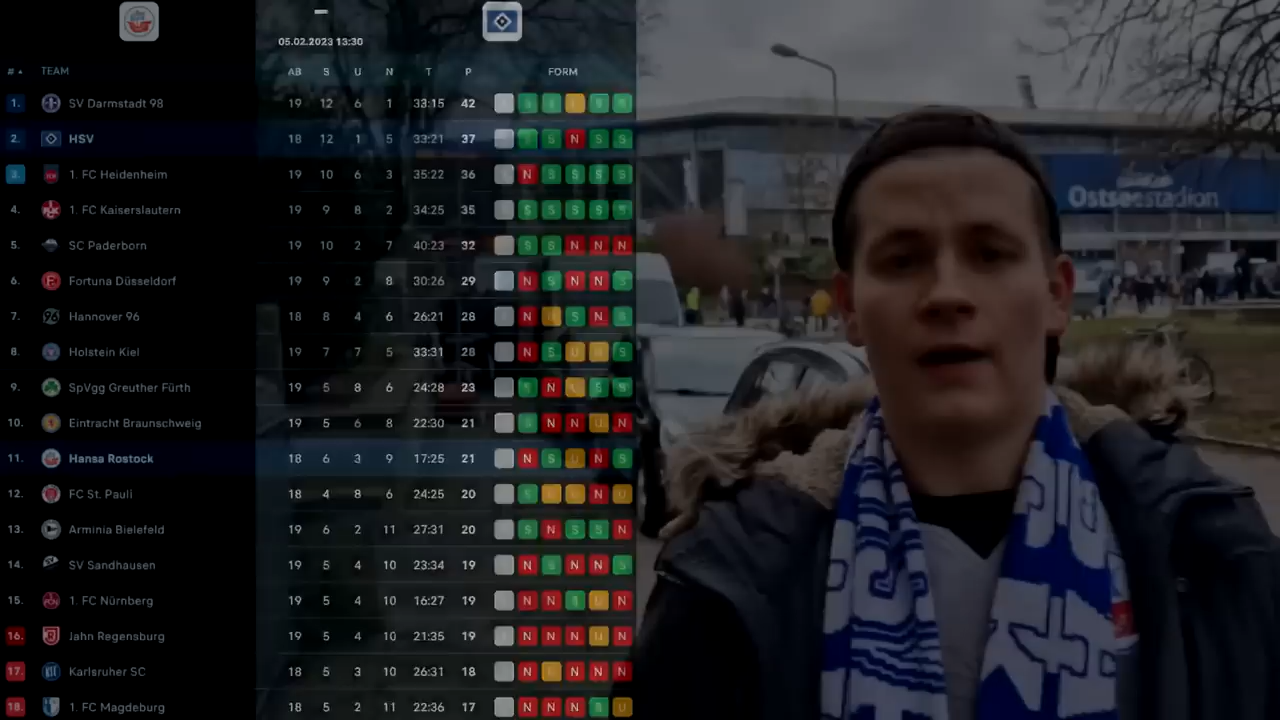 05.02.2023 13:30
# TEAM AB S U N T P FORM
1. SV Darmstadt 98 19 12 6 1 33:15 42 S S U S S
2. HSV 18 12 1 5 33:21 37 S S N S S
3. 1. FC Heidenheim 19 10 6 3 35:22 36 N S S S S
4. 1. FC Kaiserslautern 19 9 8 2 34:25 35 S S S S S
5. SC Paderborn 19 10 2 7 40:23 32 S S N N N
6. Fortuna Düsseldorf 19 9 2 8 30:26 29 N S N N S
7. Hannover 96 18 8 4 6 26:21 28 N U S N S
8. Holstein Kiel 19 7 7 5 33:31 28 N S U U S
9. SpVgg Greuther Fürth 19 5 8 6 24:28 23 S N U S S
10. Eintracht Braunschweig 19 5 6 8 22:30 21 S N N U N
11. Hansa Rostock 18 6 3 9 17:25 21 N S U N S
12. FC St. Pauli 18 4 8 6 24:25 20 S U U N U
13. Arminia Bielefeld 19 6 2 11 27:31 20 S N S S N
14. SV Sandhausen 19 5 4 10 23:34 19 N S N N S
15. 1. FC Nürnberg 19 5 4 10 16:27 19 N N S U N
16. Jahn Regensburg 19 5 4 10 21:35 19 N N N U N
17. Karlsruher SC 18 5 3 10 26:31 18 N U N N N
18. 1. FC Magdeburg 18 5 2 11 22:36 17 N N N S U
Ostseestadion